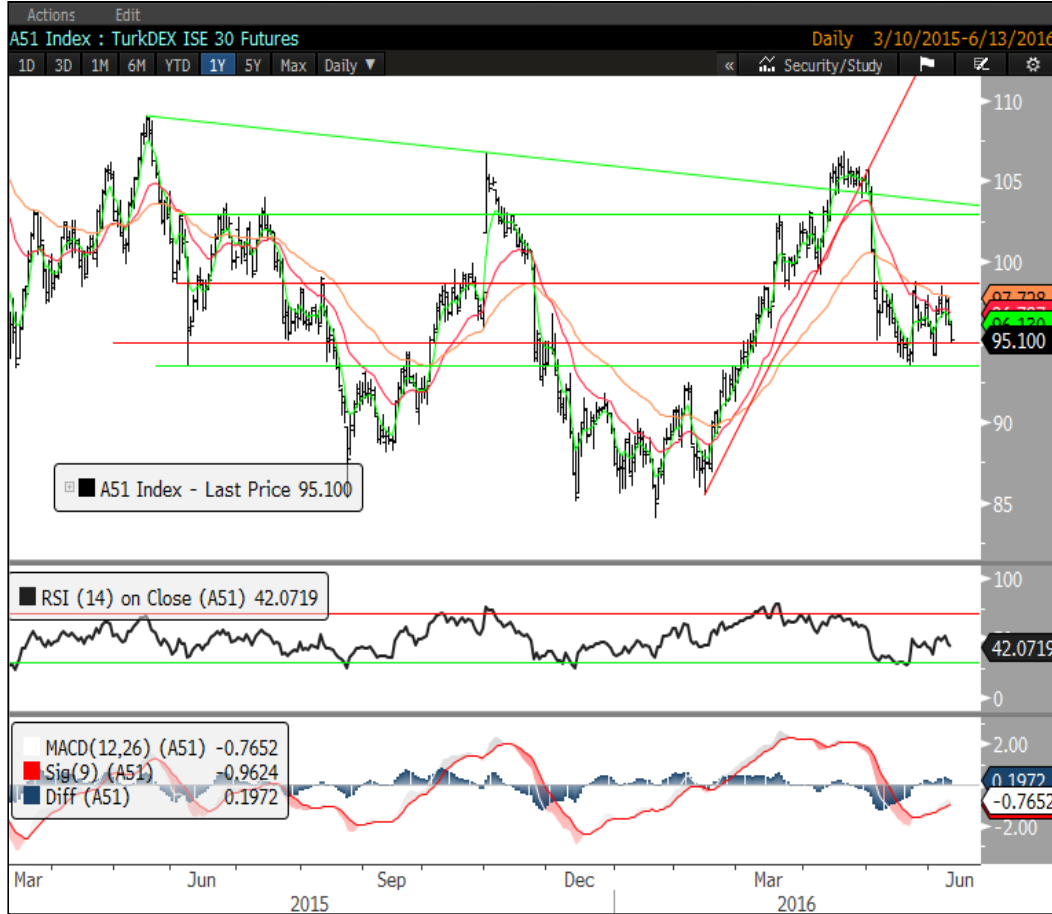 Actions Edit
A51 Index : TurkDEX ISE 30 Futures Daily 3/10/2015-6/13/2016
1D 3D 1M 6M YTD 1Y 5Y Max Daily ▼ « Security/Study
110
105
100
97.728
96.130
95.100
90
85
A51 Index - Last Price 95.100
RSI (14) on Close (A51) 42.0719
100
42.0719
0
MACD(12,26) (A51) -0.7652
Sig(9) (A51) -0.9624
Diff (A51) 0.1972
2.00
0.1972
-0.7652
-2.00
Mar Jun Sep Dec Mar Jun
2015 2016